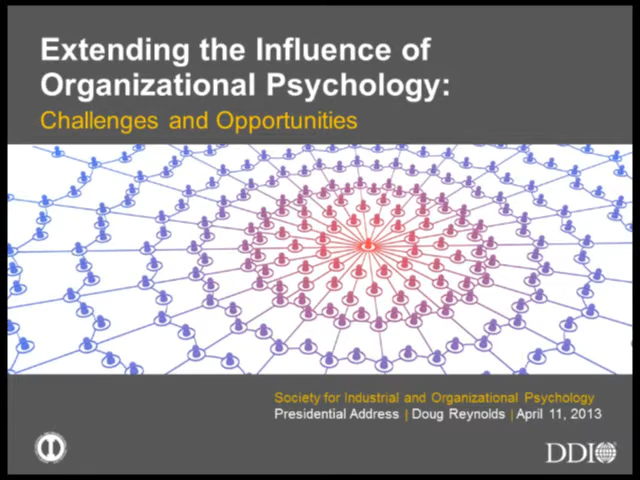 Extending the Influence of
Organizational Psychology:
Challenges and Opportunities
Society for Industrial and Organizational Psychology
Presidential Address | Doug Reynolds | April 11, 2013
DDI